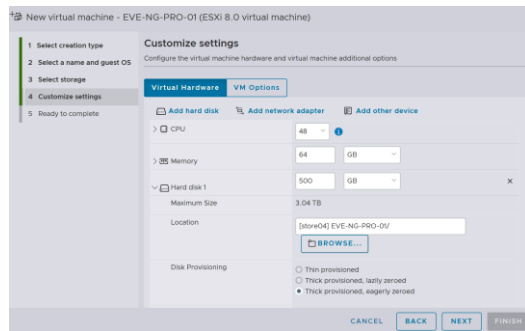 New virtual machine - EVE-NG-PRO-01 (ESXi 8.0 virtual machine)
1 Select creation type
2 Select a name and guest OS
3 Select storage
4 Customize settings
5 Ready to complete
Customize settings
Configure the virtual machine hardware and virtual machine additional options
Virtual Hardware VM Options
Add hard disk Add network adapter Add other device
CPU 48
Memory 64 GB
Hard disk 1 500 GB
Maximum Size 3.04 TB
Location [store04] EVE-NG-PRO-01/
BROWSE...
Disk Provisioning Thin provisioned
Thick provisioned, lazily zeroed
Thick provisioned, eagerly zeroed
CANCEL BACK NEXT FINISH